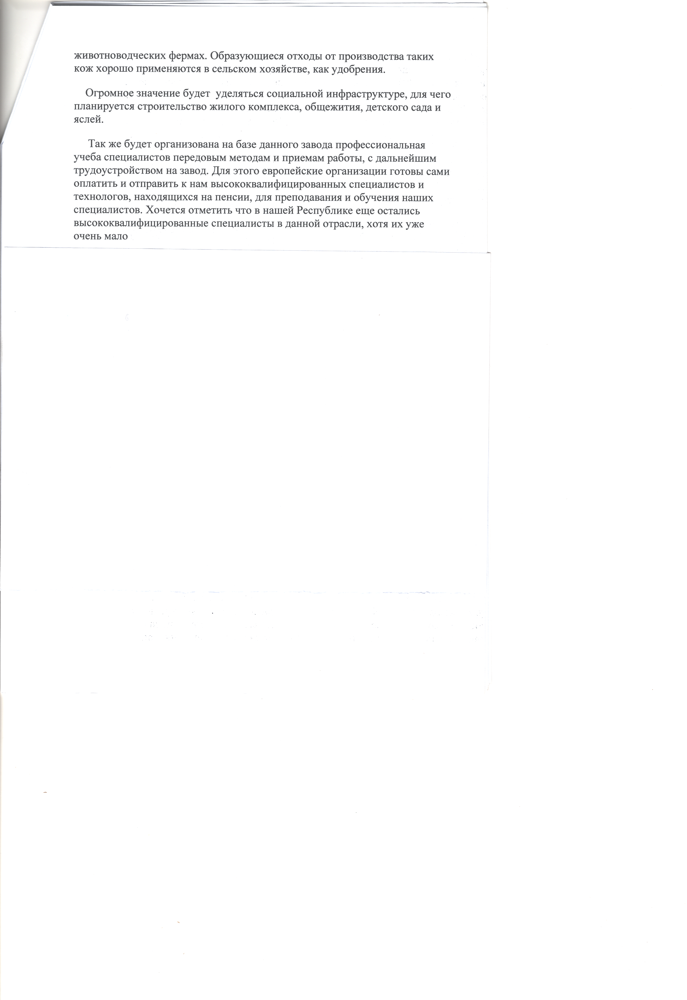 животноводческих фермах. Образующиеся отходы от производства таких
кож хорошо применяются в сельском хозяйстве, как удобрения.
Огромное значение будет уделяться социальной инфраструктуре, для чего
планируется строительство жилого комплекса, общежития, детского сада и
яслей.
Так же будет организована на базе данного завода профессиональная
учеба специалистов передовым методам и приемам работы, с дальнейшим
трудоустройством на завод. Для этого европейские организации готовы сами
оплатить и отправить к нам высококвалифицированных специалистов и
технологов, находящихся на пенсии, для преподавания и обучения наших
специалистов. Хочется отметить что в нашей Республике еще остались
высококвалифицированные специалисты в данной отрасли, хотя их уже
очень мало